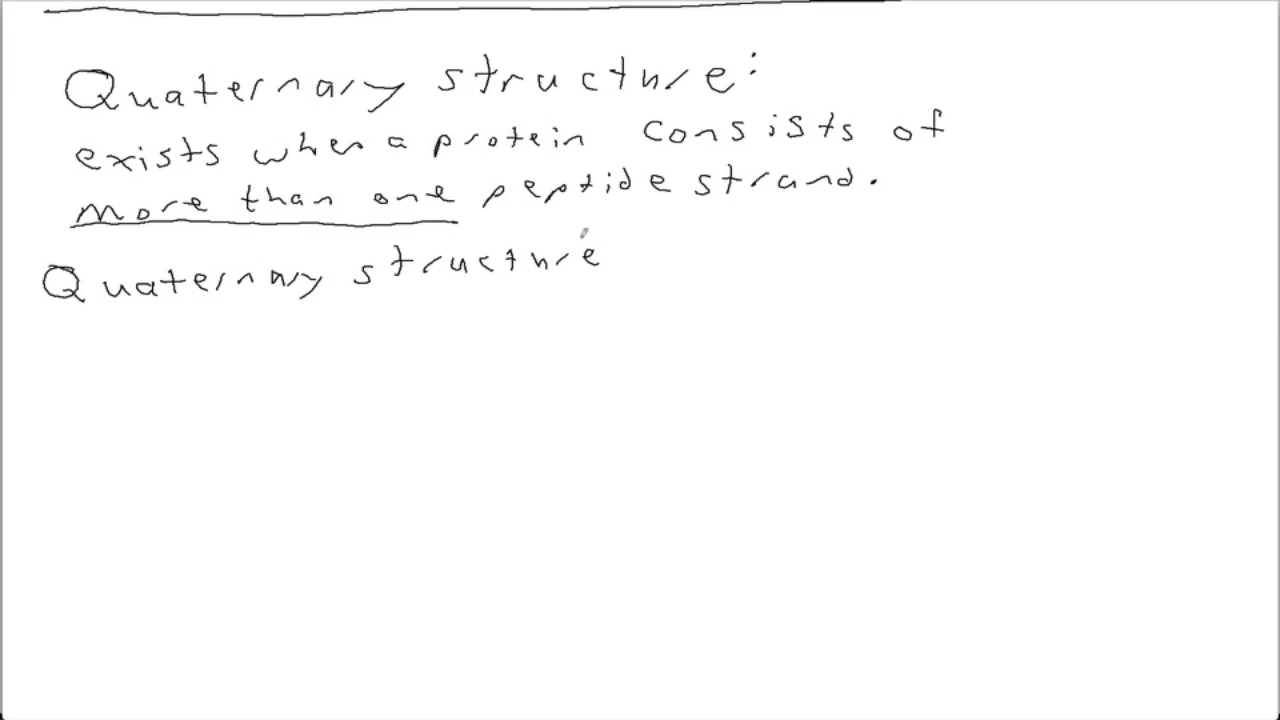 Quaternary structure:
exists when a protein consists of
more than one peptide strand.
Quaternary structure